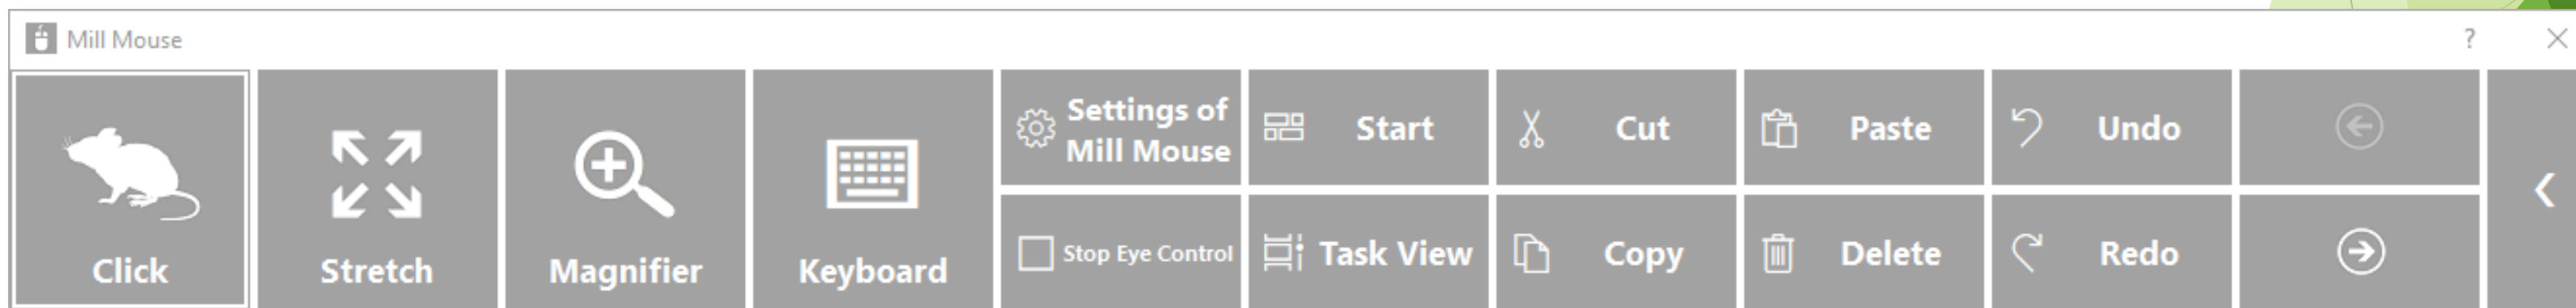 Mill Mouse
?
Click
Stretch
Magnifier
Keyboard
Settings of
Mill Mouse
Start
Cut
Paste
Undo
Stop Eye Control
Task View
Copy
Delete
Redo